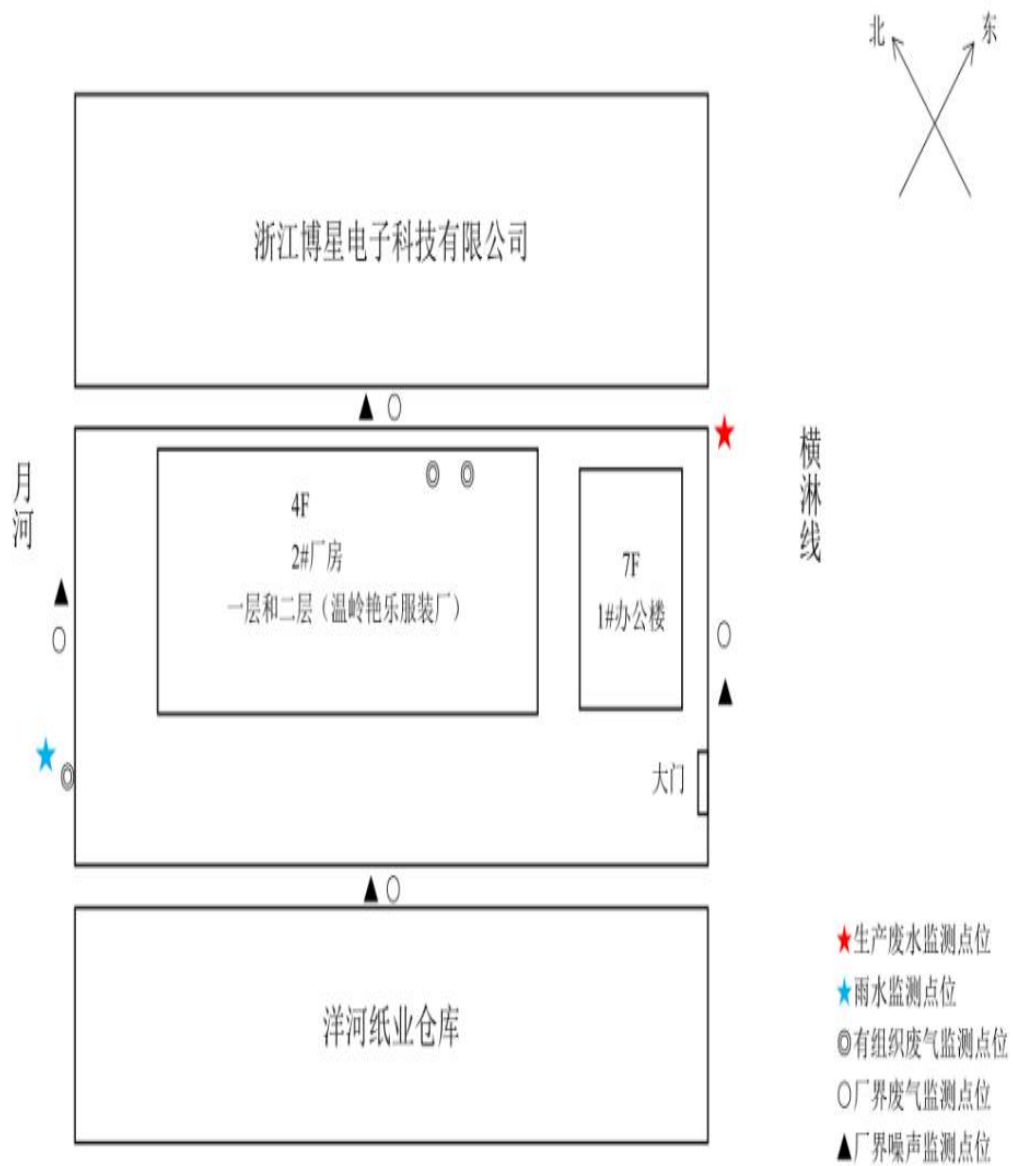 北
东
浙江博星电子科技有限公司
月河
横淋线
4F
2#厂房
一层和二层（温岭艳乐服装厂）
7F
1#办公楼
大门
洋河纸业仓库
生产废水监测点位
雨水监测点位
有组织废气监测点位
厂界废气监测点位
厂界噪声监测点位